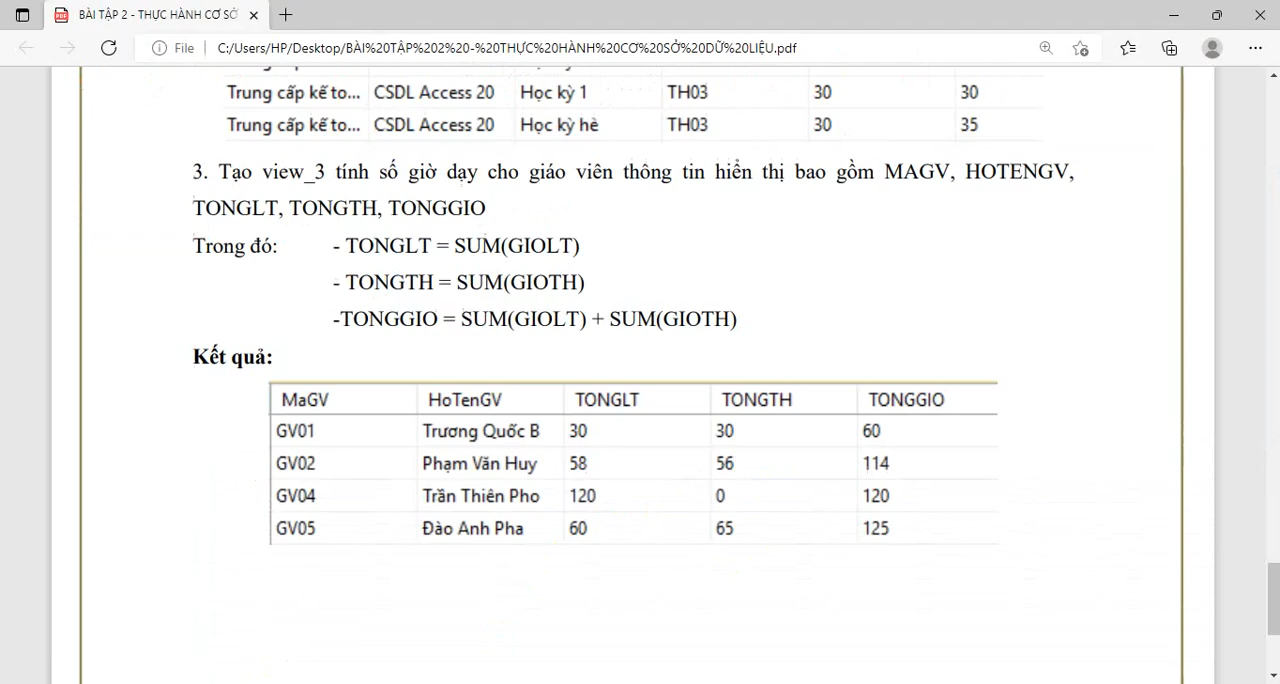 BÀI TẬP 2 - THỰC HÀNH CƠ SỞ
File C:/Users/HP/Desktop/BÀI%20TẬP%202%20-%20THỰC%20HÀNH%20CƠ%20SỞ%20DỮ%20LIỆU.pdf
Trung cấp kế to... CSDL Access 20 Học kỳ 1 TH03 30 30
Trung cấp kế to... CSDL Access 20 Học kỳ hè TH03 30 35
3. Tạo view_3 tính số giờ dạy cho giáo viên thông tin hiển thị bao gồm MAGV, HOTENGV,
TONGLT, TONGTH, TONGGIO
Trong đó: - TONGLT = SUM(GIOLT)
- TONGTH = SUM(GIOTH)
-TONGGIO = SUM(GIOLT) + SUM(GIOTH)
Kết quả:
MaGV HoTenGV TONGLT TONGTH TONGGIO
GV01 Trương Quốc B 30 30 60
GV02 Phạm Văn Huy 58 56 114
GV04 Trần Thiên Pho 120 0 120
GV05 Đào Anh Pha 60 65 125